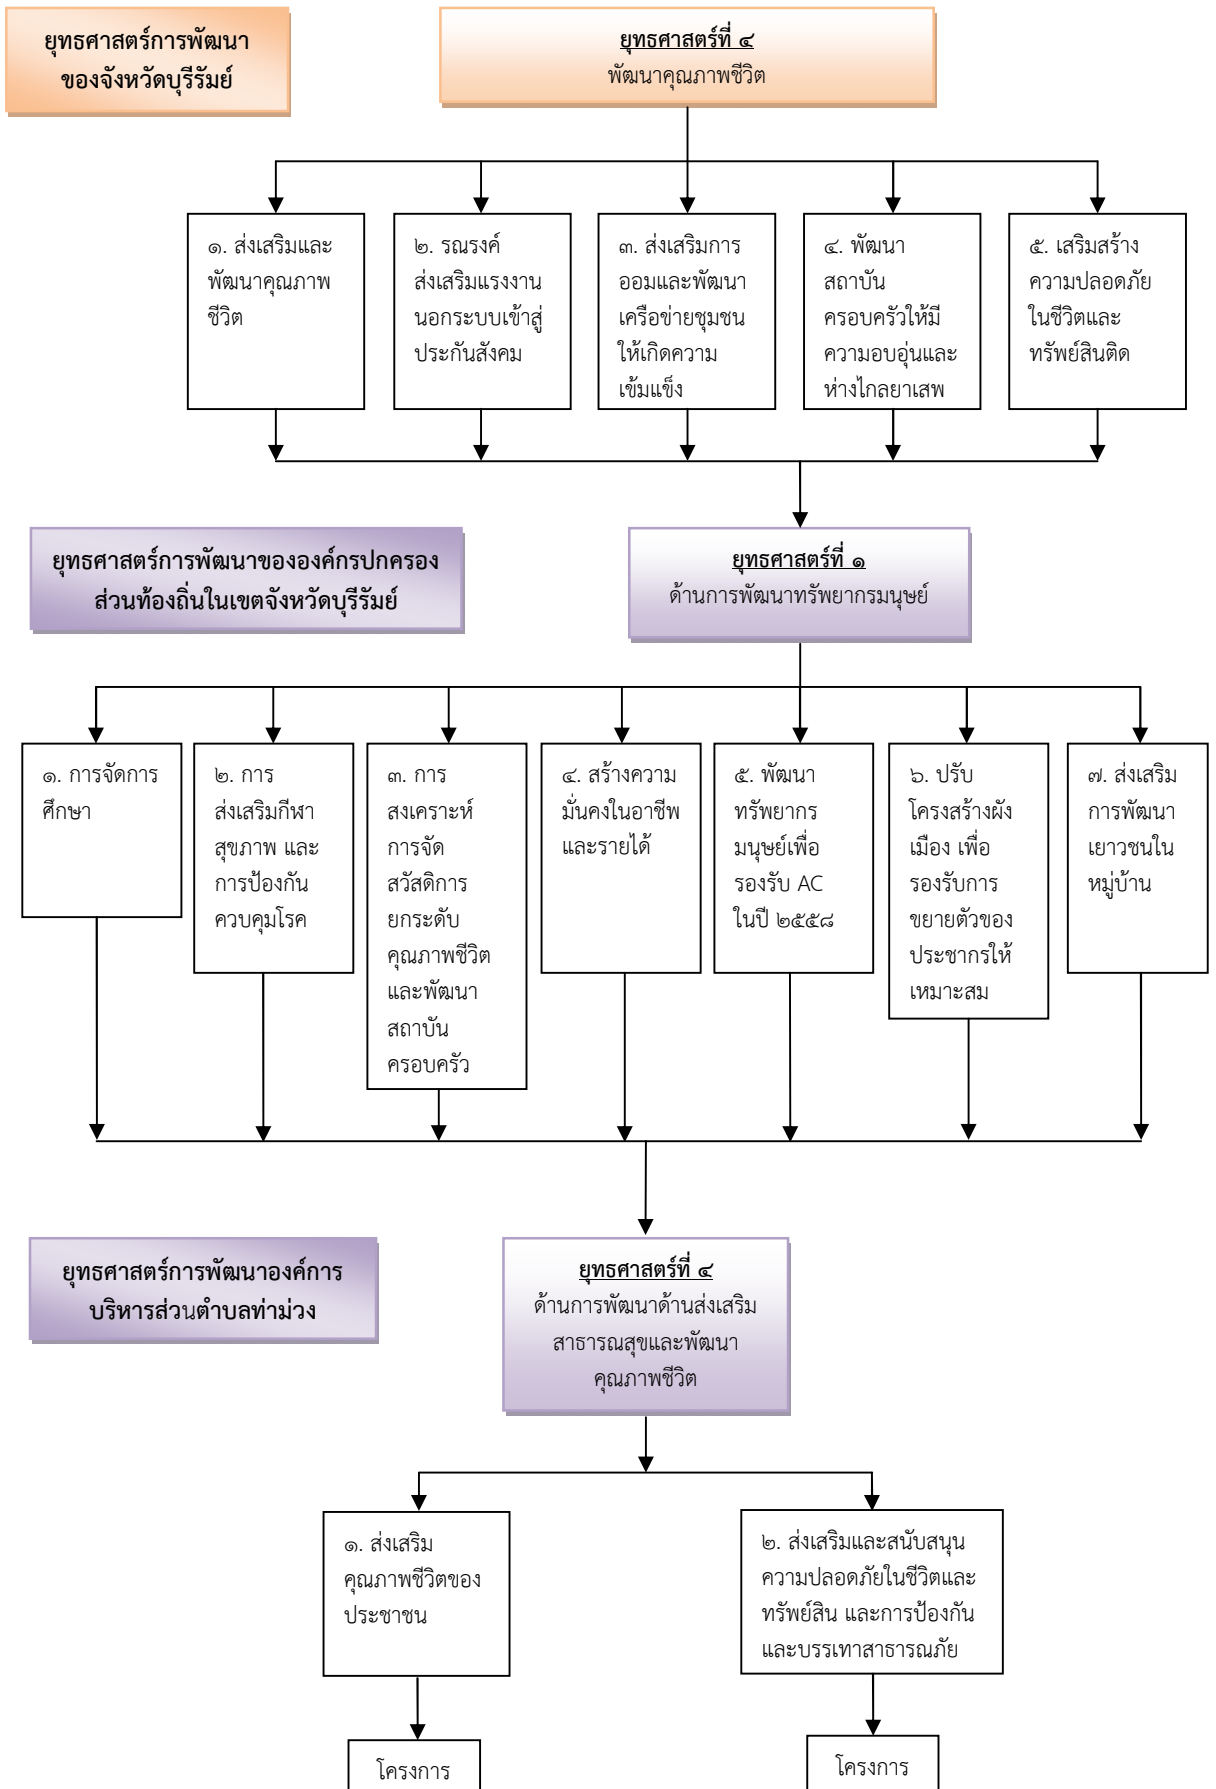 ยุทธศาสตร์การพัฒนา
ของจังหวัดบุรีรัมย์
ยุทธศาสตร์ที่ ๔
พัฒนาคุณภาพชีวิต
๑. ส่งเสริมและ
พัฒนาคุณภาพ
ชีวิต
๒. รณรงค์
ส่งเสริมแรงงาน
นอกระบบเข้าสู่
ประกันสังคม
๓. ส่งเสริมการ
ออมและพัฒนา
เครือข่ายชุมชน
ให้เกิดความ
เข้มแข็ง
๔. พัฒนา
สถาบัน
ครอบครัวให้มี
ความอบอุ่นและ
ห่างไกลยาเสพ
๕. เสริมสร้าง
ความปลอดภัย
ในชีวิตและ
ทรัพย์สินติด
ยุทธศาสตร์การพัฒนาขององค์กรปกครอง
ส่วนท้องถิ่นในเขตจังหวัดบุรีรัมย์
ยุทธศาสตร์ที่ ๑
ด้านการพัฒนาทรัพยากรมนุษย์
๑. การจัดการ
ศึกษา
๒. การ
ส่งเสริมกีฬา
สุขภาพ และ
การป้องกัน
ควบคุมโรค
๓. การ
สงเคราะห์
การจัด
สวัสดิการ
ยกระดับ
คุณภาพชีวิต
และพัฒนา
สถาบัน
ครอบครัว
๔. สร้างความ
มั่นคงในอาชีพ
และรายได้
๕. พัฒนา
ทรัพยากร
มนุษย์เพื่อ
รองรับ AC
ในปี ๒๕๕๘
๖. ปรับ
โครงสร้างผัง
เมือง เพื่อ
รองรับการ
ขยายตัวของ
ประชากรให้
เหมาะสม
๗. ส่งเสริม
การพัฒนา
เยาวชนใน
หมู่บ้าน
ยุทธศาสตร์การพัฒนาองค์การ
บริหารส่วนตำบลท่าม่วง
ยุทธศาสตร์ที่ ๔
ด้านการพัฒนาด้านส่งเสริม
สาธารณสุขและพัฒนา
คุณภาพชีวิต
๑. ส่งเสริม
คุณภาพชีวิตของ
ประชาชน
๒. ส่งเสริมและสนับสนุน
ความปลอดภัยในชีวิตและ
ทรัพย์สิน และการป้องกัน
และบรรเทาสาธารณภัย
โครงการ
โครงการ